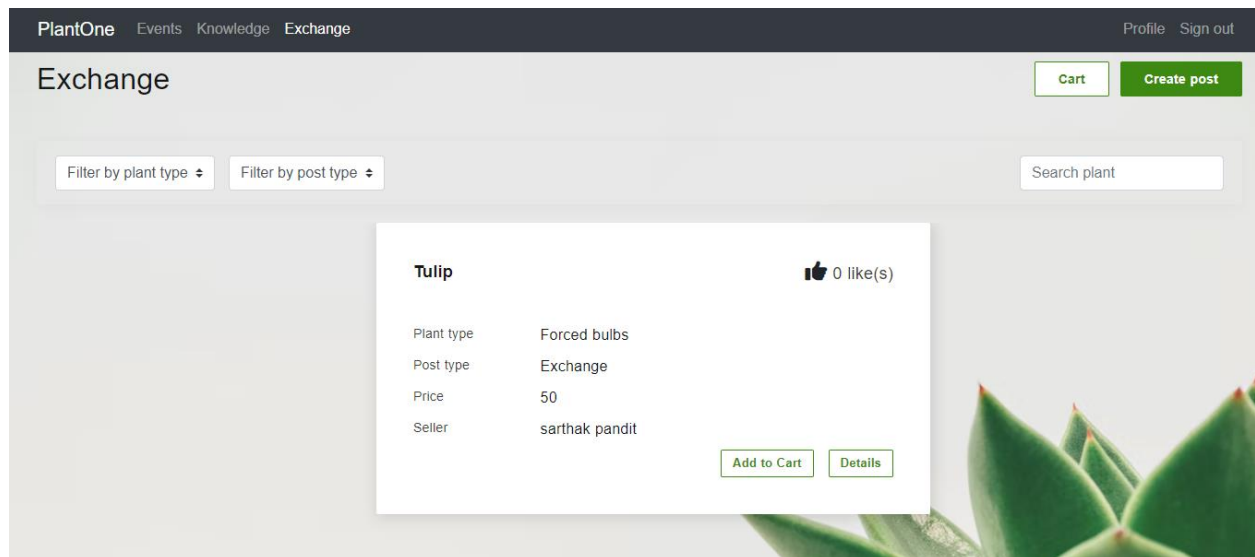 PlantOne Events Knowledge Exchange Profile Sign out
Exchange Cart Create post
Filter by plant type Filter by post type Search plant
Tulip 0 like(s)
Plant type Forced bulbs
Post type Exchange
Price 50
Seller sarthak pandit
Add to Cart Details